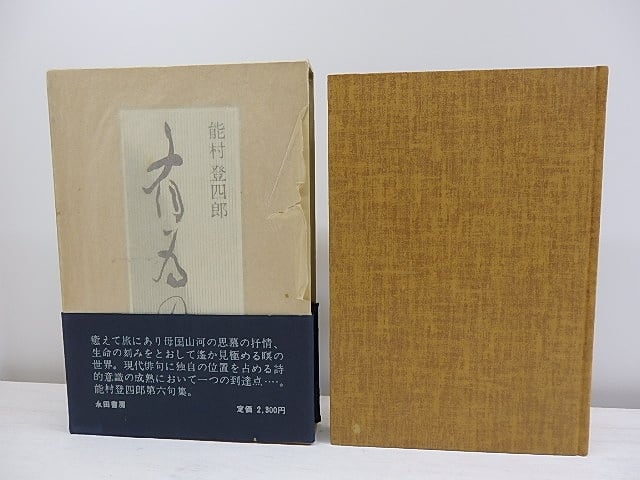 能村登四郎
有為の
癒えて旅にあり母国山河の思慕の抒情、
生命の刻みをとおして遙か見極める瞑の
世界。現代俳句に独自の位置を占める詩
的意識の成熟において一つの到達点‥‥。
能村登四郎第六句集。
永田書房
定価 2,300円